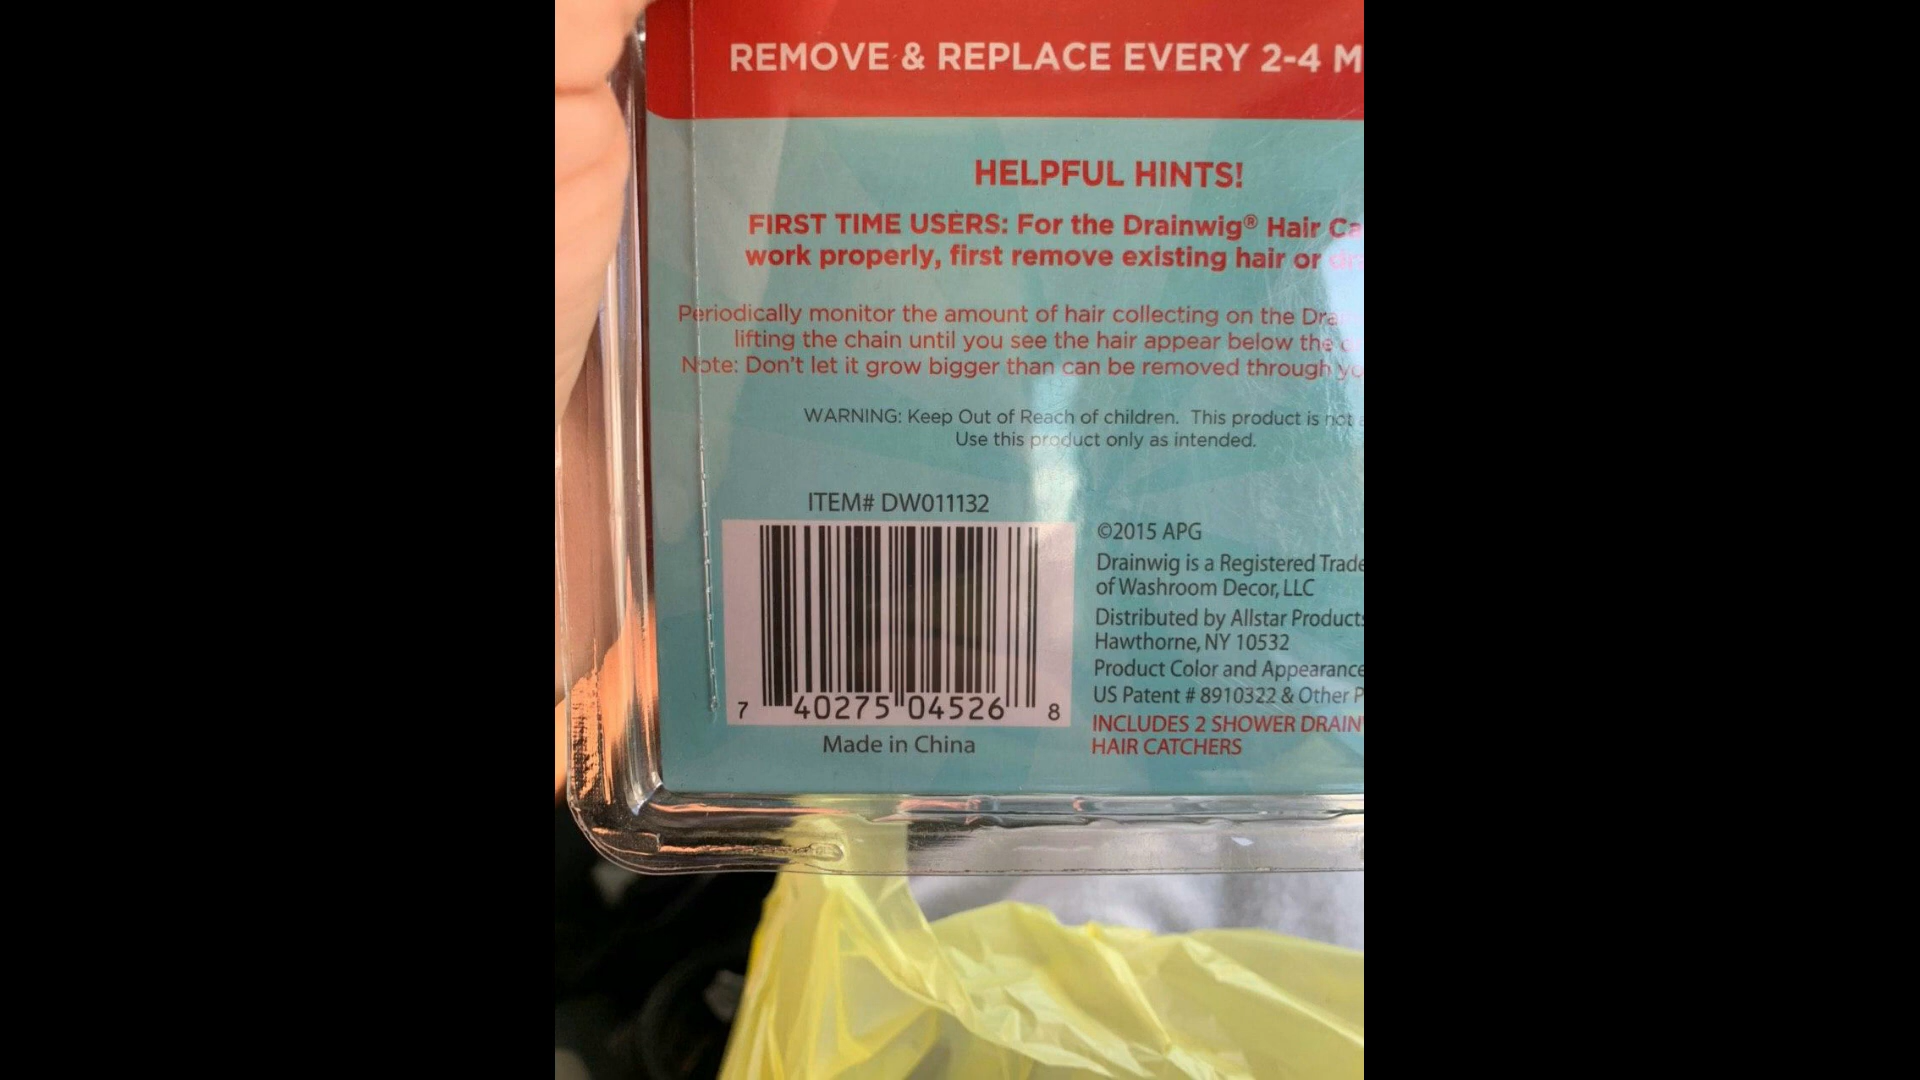 REMOVE & REPLACE EVERY 2-4 M
HELPFUL HINTS!
FIRST TIME USERS: For the Drainwig® Hair Ca
work properly, first remove existing hair or
Periodically monitor the amount of hair collecting on the Dra
lifting the chain until you see the hair appear below the
Note: Don't let it grow bigger than can be removed through yo
WARNING: Keep Out of Reach of children. This product is not
Use this product only as intended.
ITEM# DW011132
7 40275 04526 8
Made in China
©2015 APG
Drainwig is a Registered Trade
of Washroom Decor, LLC
Distributed by Allstar Products
Hawthorne, NY 10532
Product Color and Appearance
US Patent # 8910322 & Other P
INCLUDES 2 SHOWER DRAIN
HAIR CATCHERS